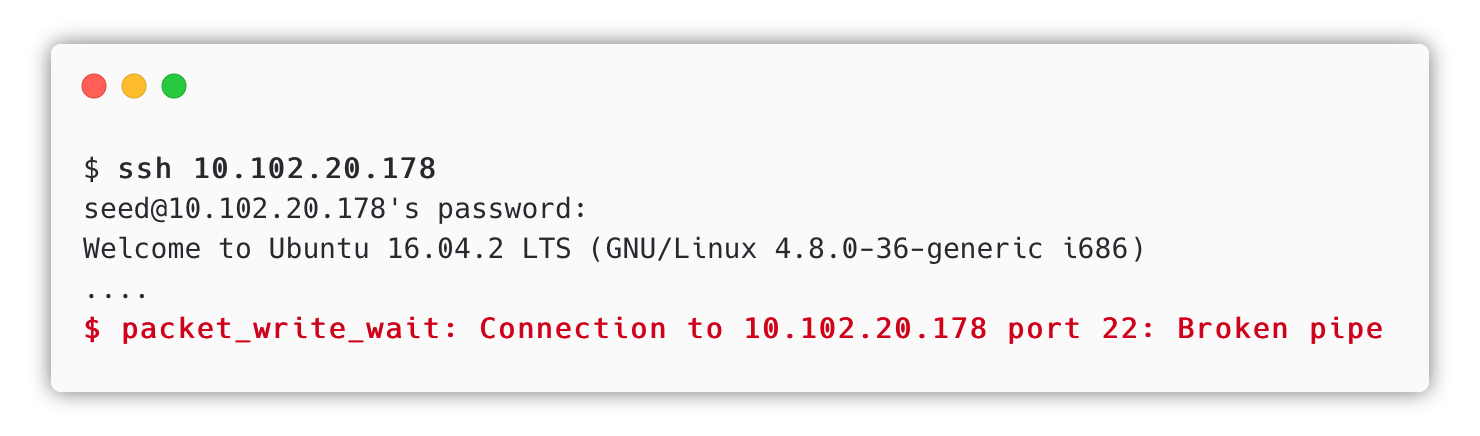 $ ssh 10.102.20.178
seed@10.102.20.178's password:
Welcome to Ubuntu 16.04.2 LTS (GNU/Linux 4.8.0-36-generic i686)
....
$ packet_write_wait: Connection to 10.102.20.178 port 22: Broken pipe